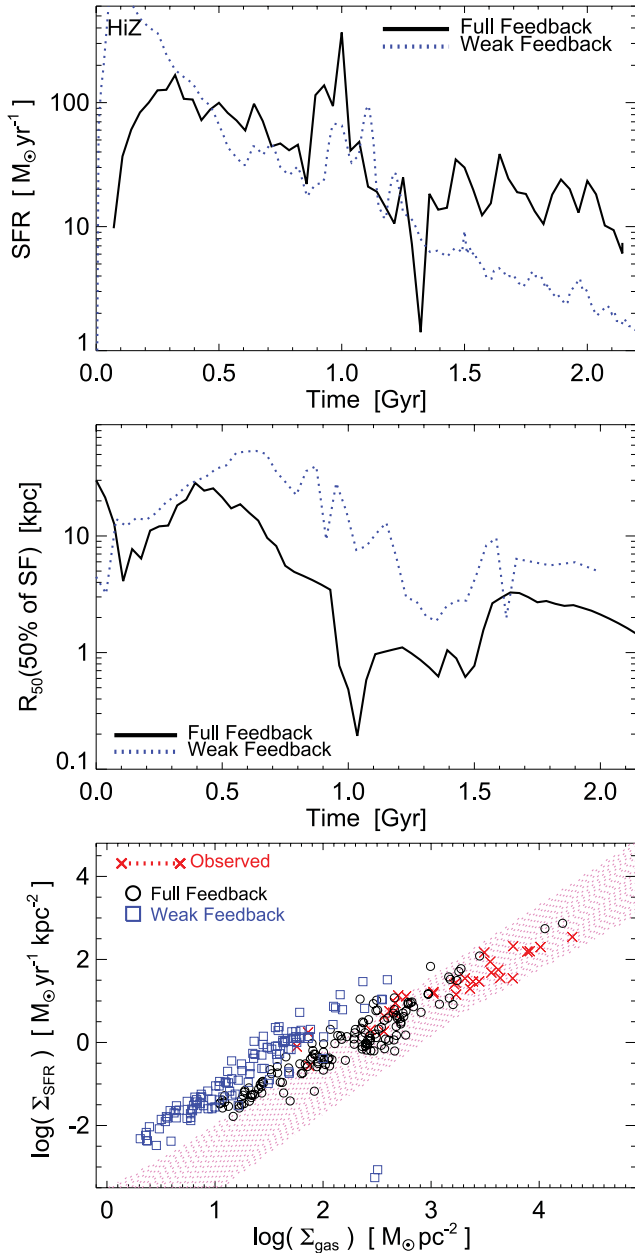 HiZ
Full Feedback
Weak Feedback
100
10
1
SFR [ M⊙ yr⁻¹ ]
0.0 0.5 1.0 1.5 2.0
Time [Gyr]
10
1
0.1
R₅₀(50% of SF) [kpc]
Full Feedback
Weak Feedback
0.0 0.5 1.0 1.5 2.0
Time [Gyr]
Observed
Full Feedback
Weak Feedback
4
2
0
-2
log( Σ_SFR ) [ M⊙ yr⁻¹ kpc⁻² ]
0 1 2 3 4
log( Σ_gas ) [ M⊙ pc⁻² ]